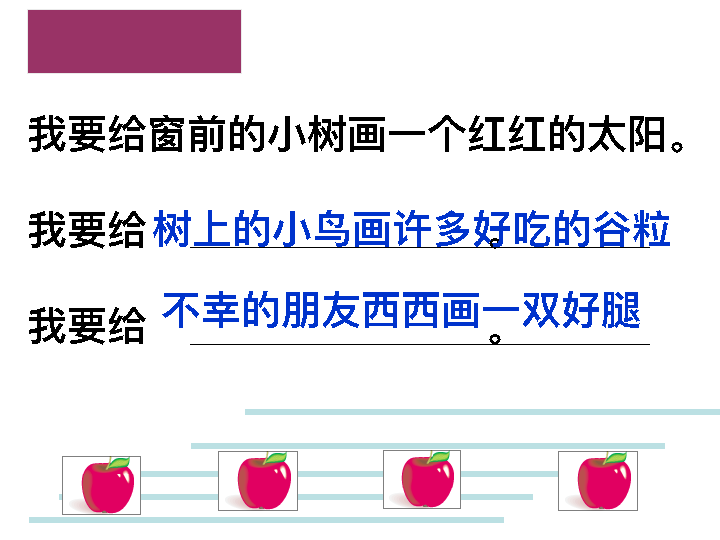 我要给窗前的小树画一个红红的太阳。
我要给树上的小鸟画许多好吃的谷粒。
我要给不幸的朋友西西画一双好腿。